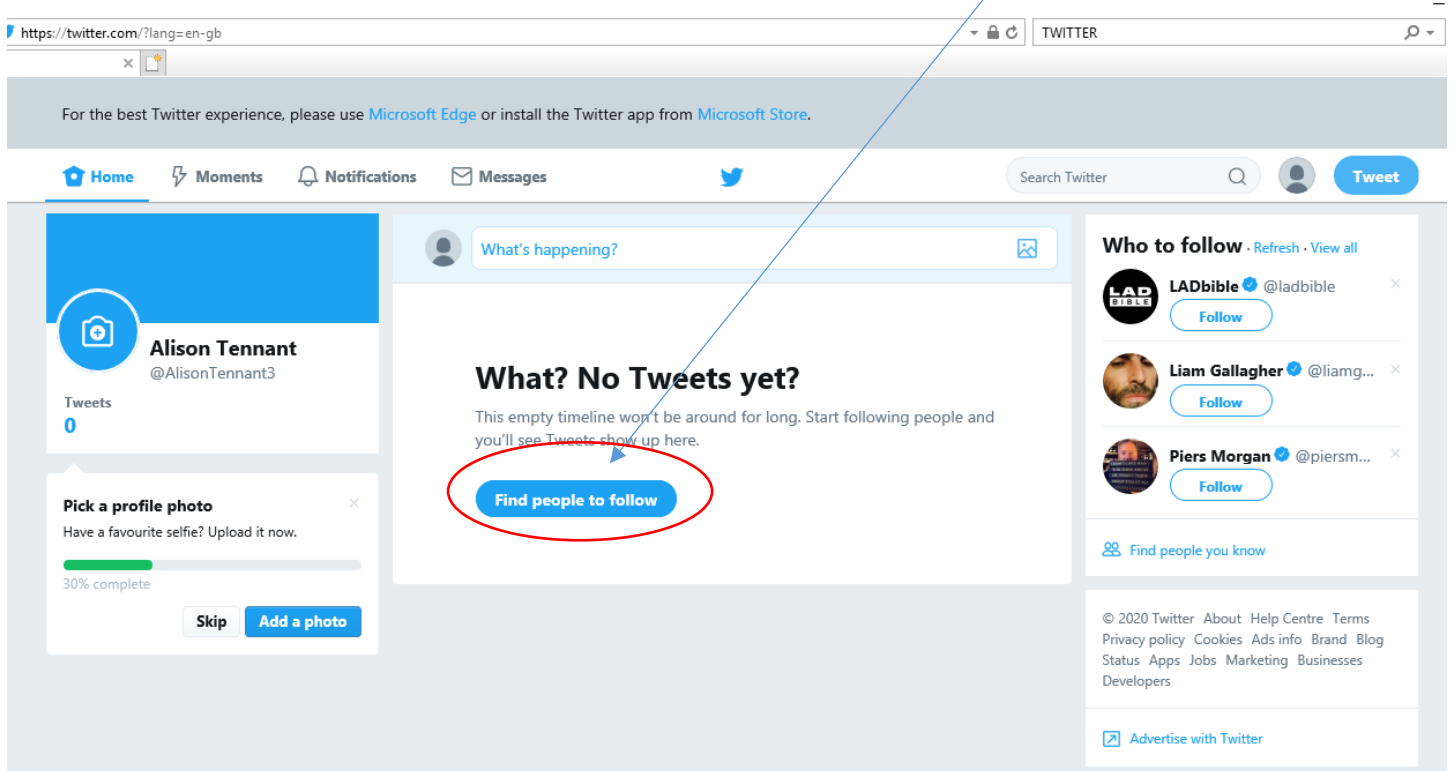 https://twitter.com/?lang=en-gb
TWITTER
For the best Twitter experience, please use Microsoft Edge or install the Twitter app from Microsoft Store.
Home Moments Notifications Messages
Search Twitter
Tweet
Alison Tennant
@AlisonTennant3
Tweets
0
Pick a profile photo
Have a favourite selfie? Upload it now.
30% complete
Skip Add a photo
What's happening?
What? No Tweets yet?
This empty timeline won't be around for long. Start following people and
you'll see Tweets show up here.
Find people to follow
Who to follow · Refresh · View all
LADbible @ladbible
LAD
BIBLE
Follow
Liam Gallagher @liamg...
Follow
Piers Morgan @piersm...
Follow
Find people you know
© 2020 Twitter About Help Centre Terms
Privacy policy Cookies Ads info Brand Blog
Status Apps Jobs Marketing Businesses
Developers
Advertise with Twitter